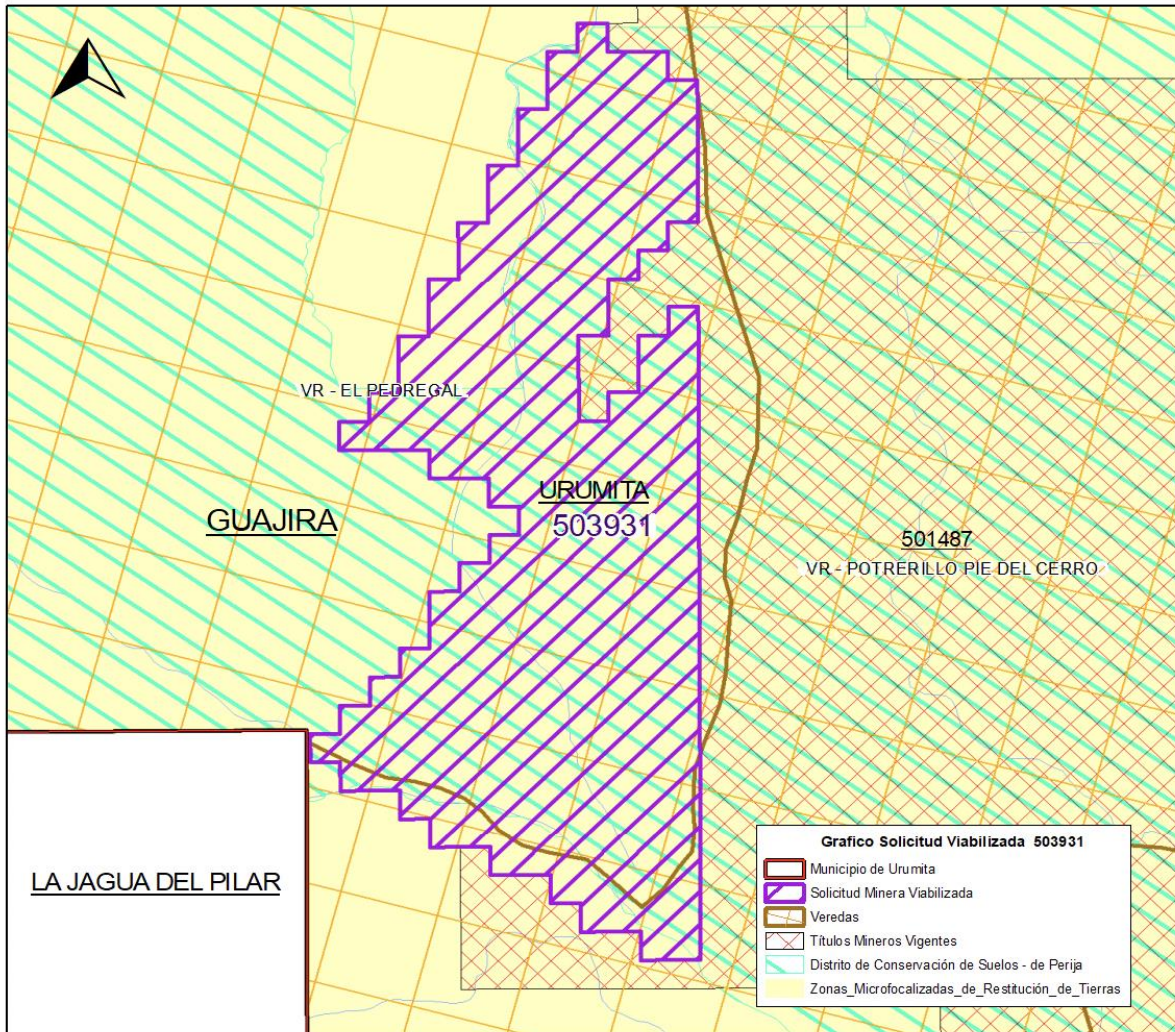 VR - EL PEDREGAL
URUMITA
503931
GUAJIRA
501487
VR - POTRERILLO PIE DEL CERRO
LA JAGUA DEL PILAR
Grafico Solicitud Viabilizada 503931
Municipio de Urumita
Solicitud Minera Viabilizada
Veredas
Títulos Mineros Vigentes
Distrito de Conservación de Suelos - de Perija
Zonas_Microfocalizadas_de_Restitución_de_Tierras